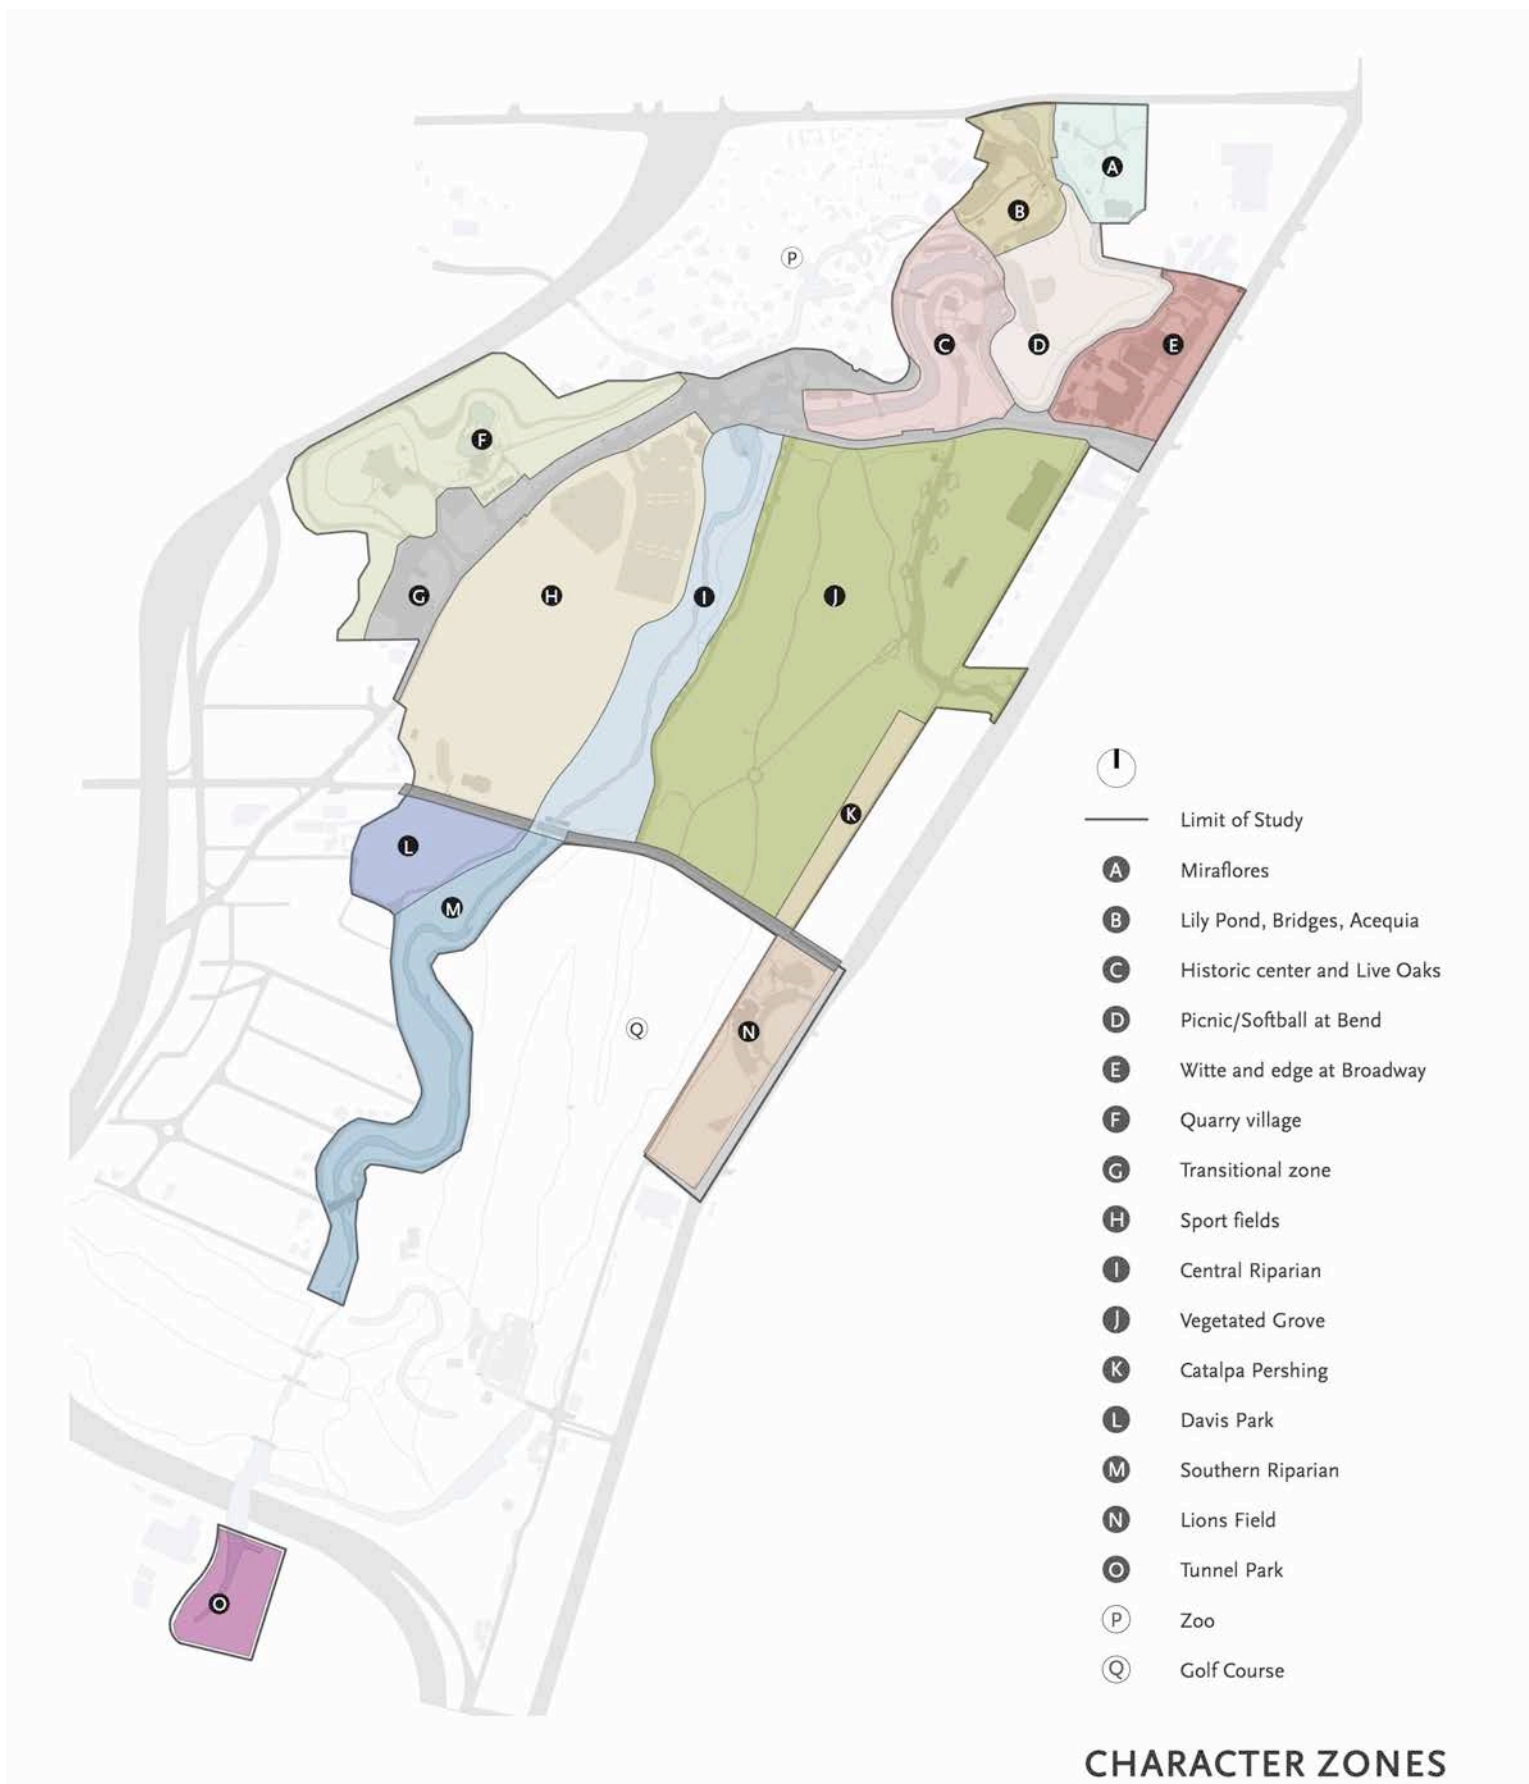 A
B
P
C
D
E
F
G
H
I
J
K
L
M
Q
N
O
Limit of Study
A Miraflores
B Lily Pond, Bridges, Acequia
C Historic center and Live Oaks
D Picnic/Softball at Bend
E Witte and edge at Broadway
F Quarry village
G Transitional zone
H Sport fields
I Central Riparian
J Vegetated Grove
K Catalpa Pershing
L Davis Park
M Southern Riparian
N Lions Field
O Tunnel Park
P Zoo
Q Golf Course
CHARACTER ZONES